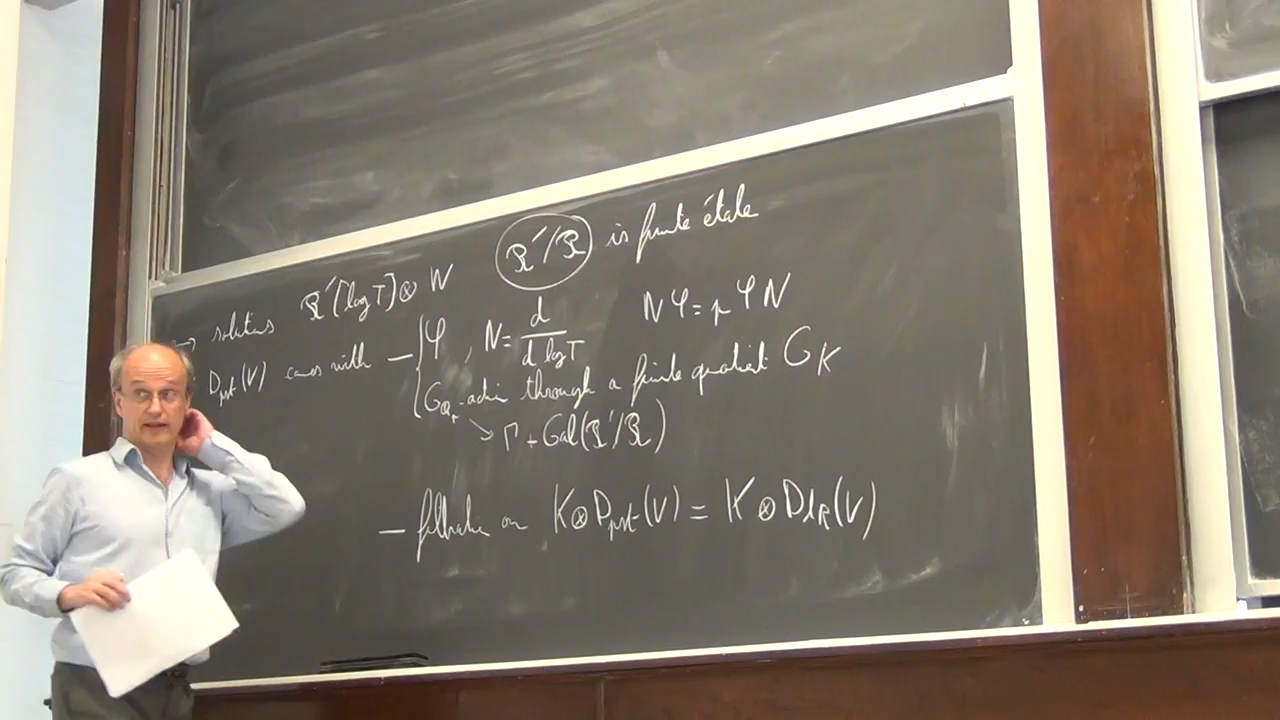 ℛ'/ℛ is finite étale
→ solutions ℛ'[log T] ⊗ W
Nφ = p φN
D_pst(V) comes with – { φ, N = d/(d log T)
G_Qp-action through a finite quotient G_K
↘ Γ + Gal(ℛ'/ℛ)
– filtration on K⊗D_pst(V) = K⊗D_dR(V)